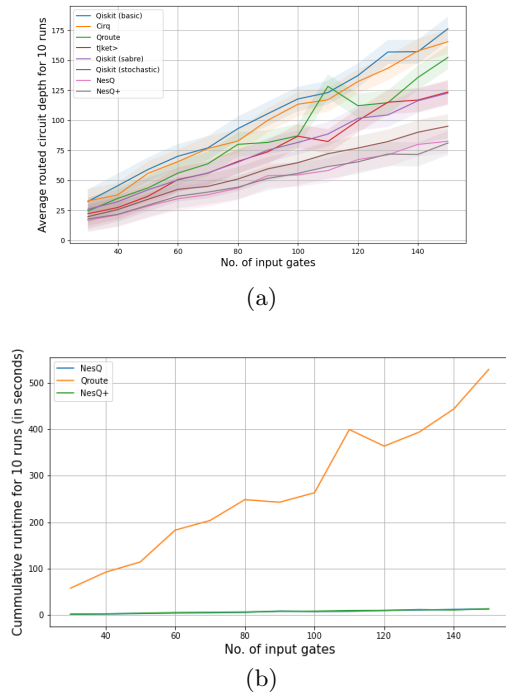 Average routed circuit depth for 10 runs
175
150
125
100
75
50
25
0
Qiskit (basic)
Cirq
Qroute
t|ket>
Qiskit (sabre)
Qiskit (stochastic)
NesQ
NesQ+
40
60
80
100
120
140
No. of input gates
(a)
Cummulative runtime for 10 runs (in seconds)
500
400
300
200
100
0
NesQ
Qroute
NesQ+
40
60
80
100
120
140
No. of input gates
(b)